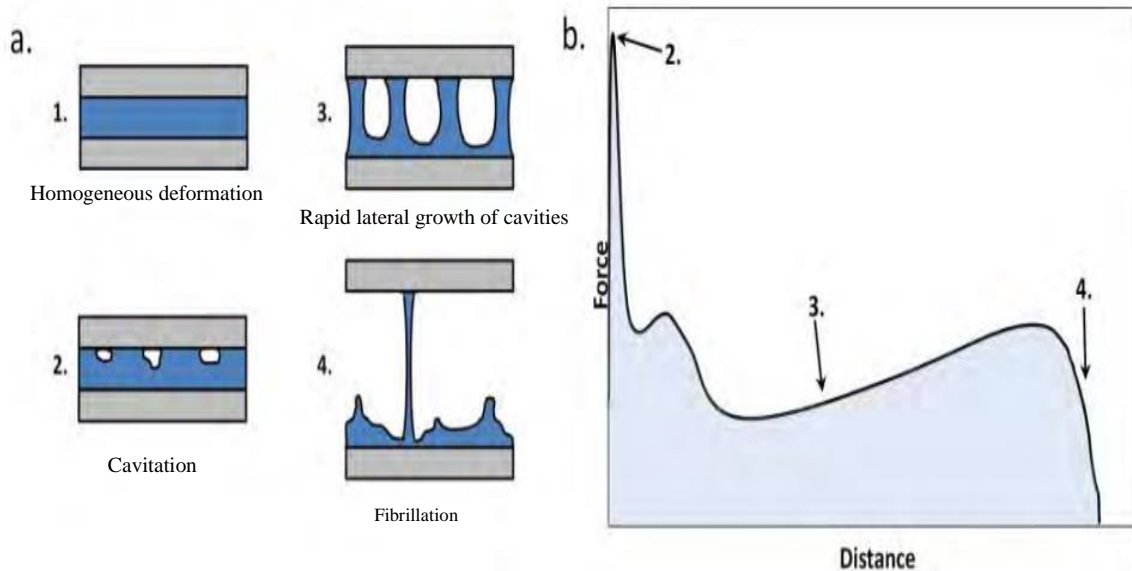 a.
1.
Homogeneous deformation
2.
Cavitation
3.
Rapid lateral growth of cavities
4.
Fibrillation
b.
2.
3.
4.
Force
Distance